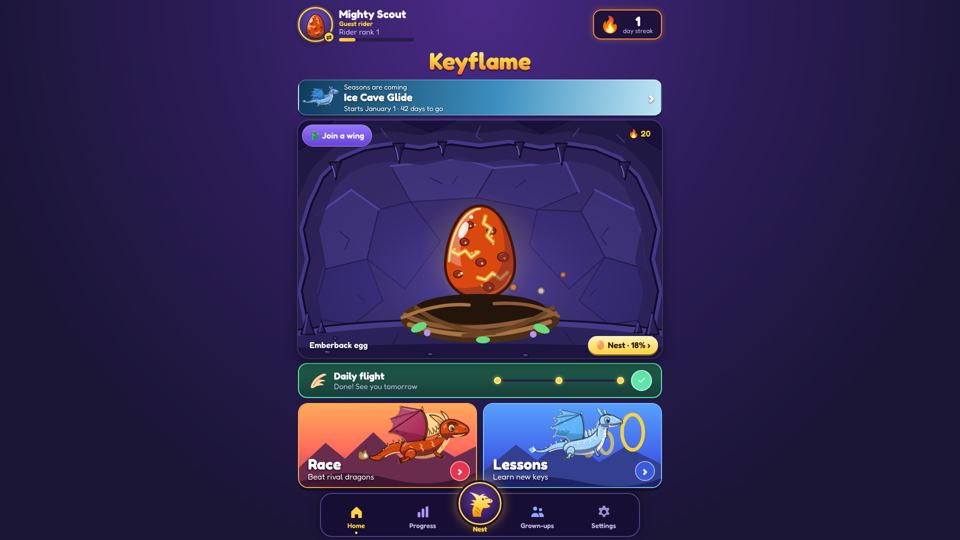 Mighty Scout
Guest rider
Rider rank 1
1
day streak
Keyflame
Seasons are coming
Ice Cave Glide
Starts January 1 · 42 days to go
Join a wing
20
Emberback egg
Nest · 18% ›
Daily flight
Done! See you tomorrow
Race
Beat rival dragons
Lessons
Learn new keys
Home
Progress
Nest
Grown-ups
Settings